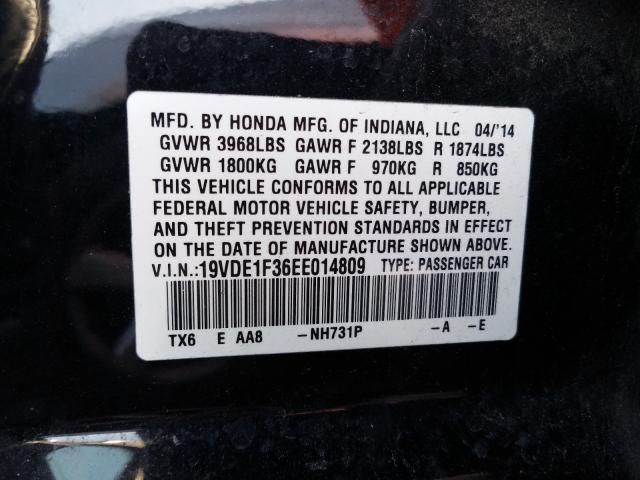 MFD. BY HONDA MFG. OF INDIANA, LLC 04/'14
GVWR 3968LBS GAWR F 2138LBS R 1874LBS
GVWR 1800KG GAWR F 970KG R 850KG
THIS VEHICLE CONFORMS TO ALL APPLICABLE
FEDERAL MOTOR VEHICLE SAFETY, BUMPER,
AND THEFT PREVENTION STANDARDS IN EFFECT
ON THE DATE OF MANUFACTURE SHOWN ABOVE.
V.I.N.:19VDE1F36EE014809 TYPE: PASSENGER CAR
TX6 E AA8 -NH731P -A -E